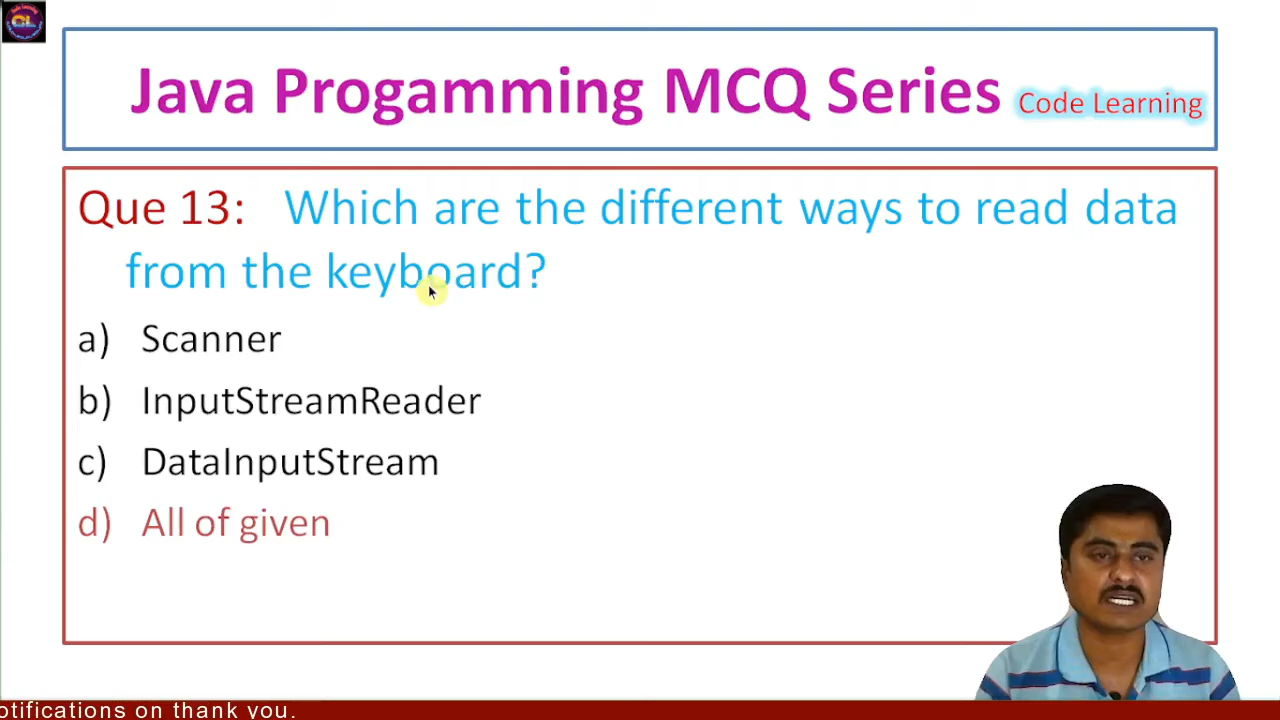 Java Progamming MCQ Series Code Learning
Que 13: Which are the different ways to read data
from the keyboard?
a) Scanner
b) InputStreamReader
c) DataInputStream
d) All of given
otifications on thank you.